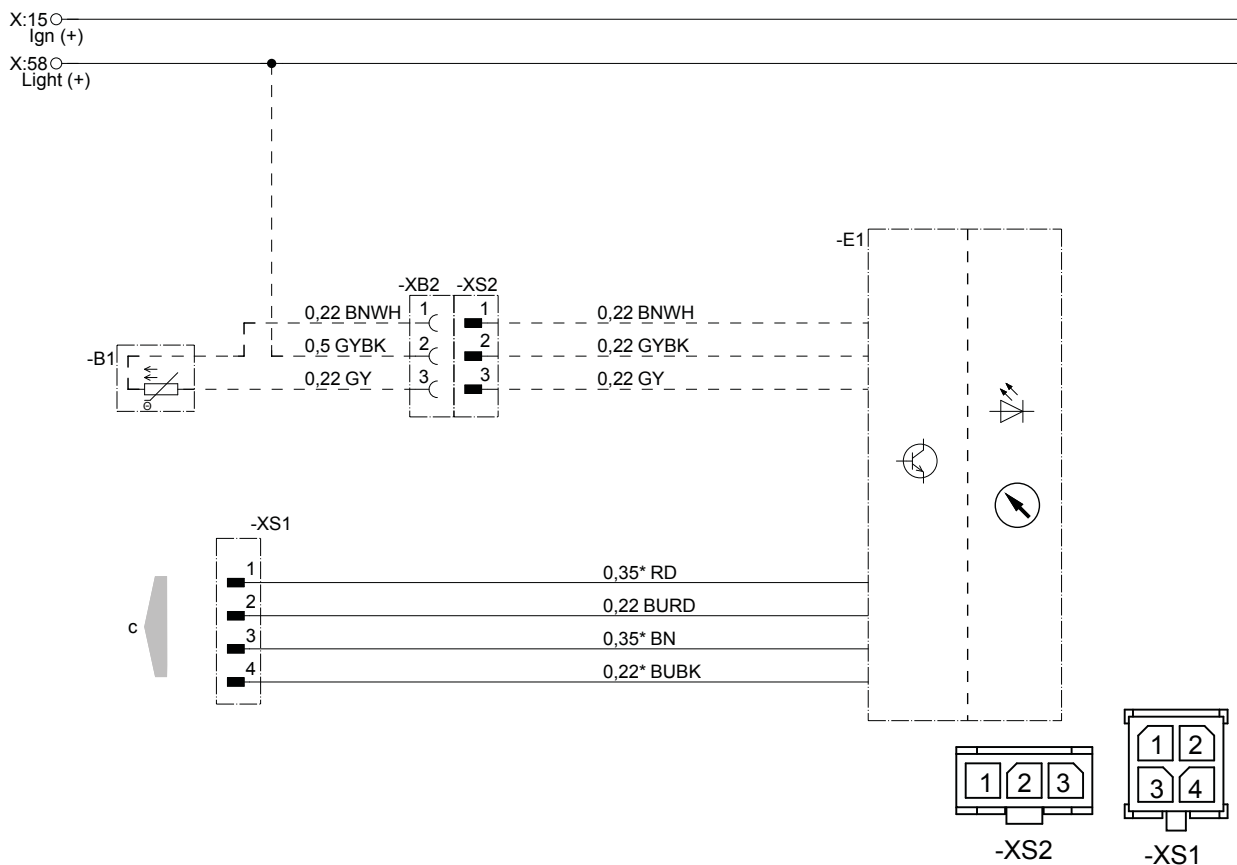 X:15
Ign (+)
X:58
Light (+)
-E1
-XB2 -XS2
0,22 BNWH 1 1 0,22 BNWH
-B1 0,5 GYBK 2 2 0,22 GYBK
0,22 GY 3 3 0,22 GY
Θ
-XS1
1 0,35* RD
2 0,22 BURD
c
3 0,35* BN
4 0,22* BUBK
1 2
1 2 3
3 4
-XS2
-XS1